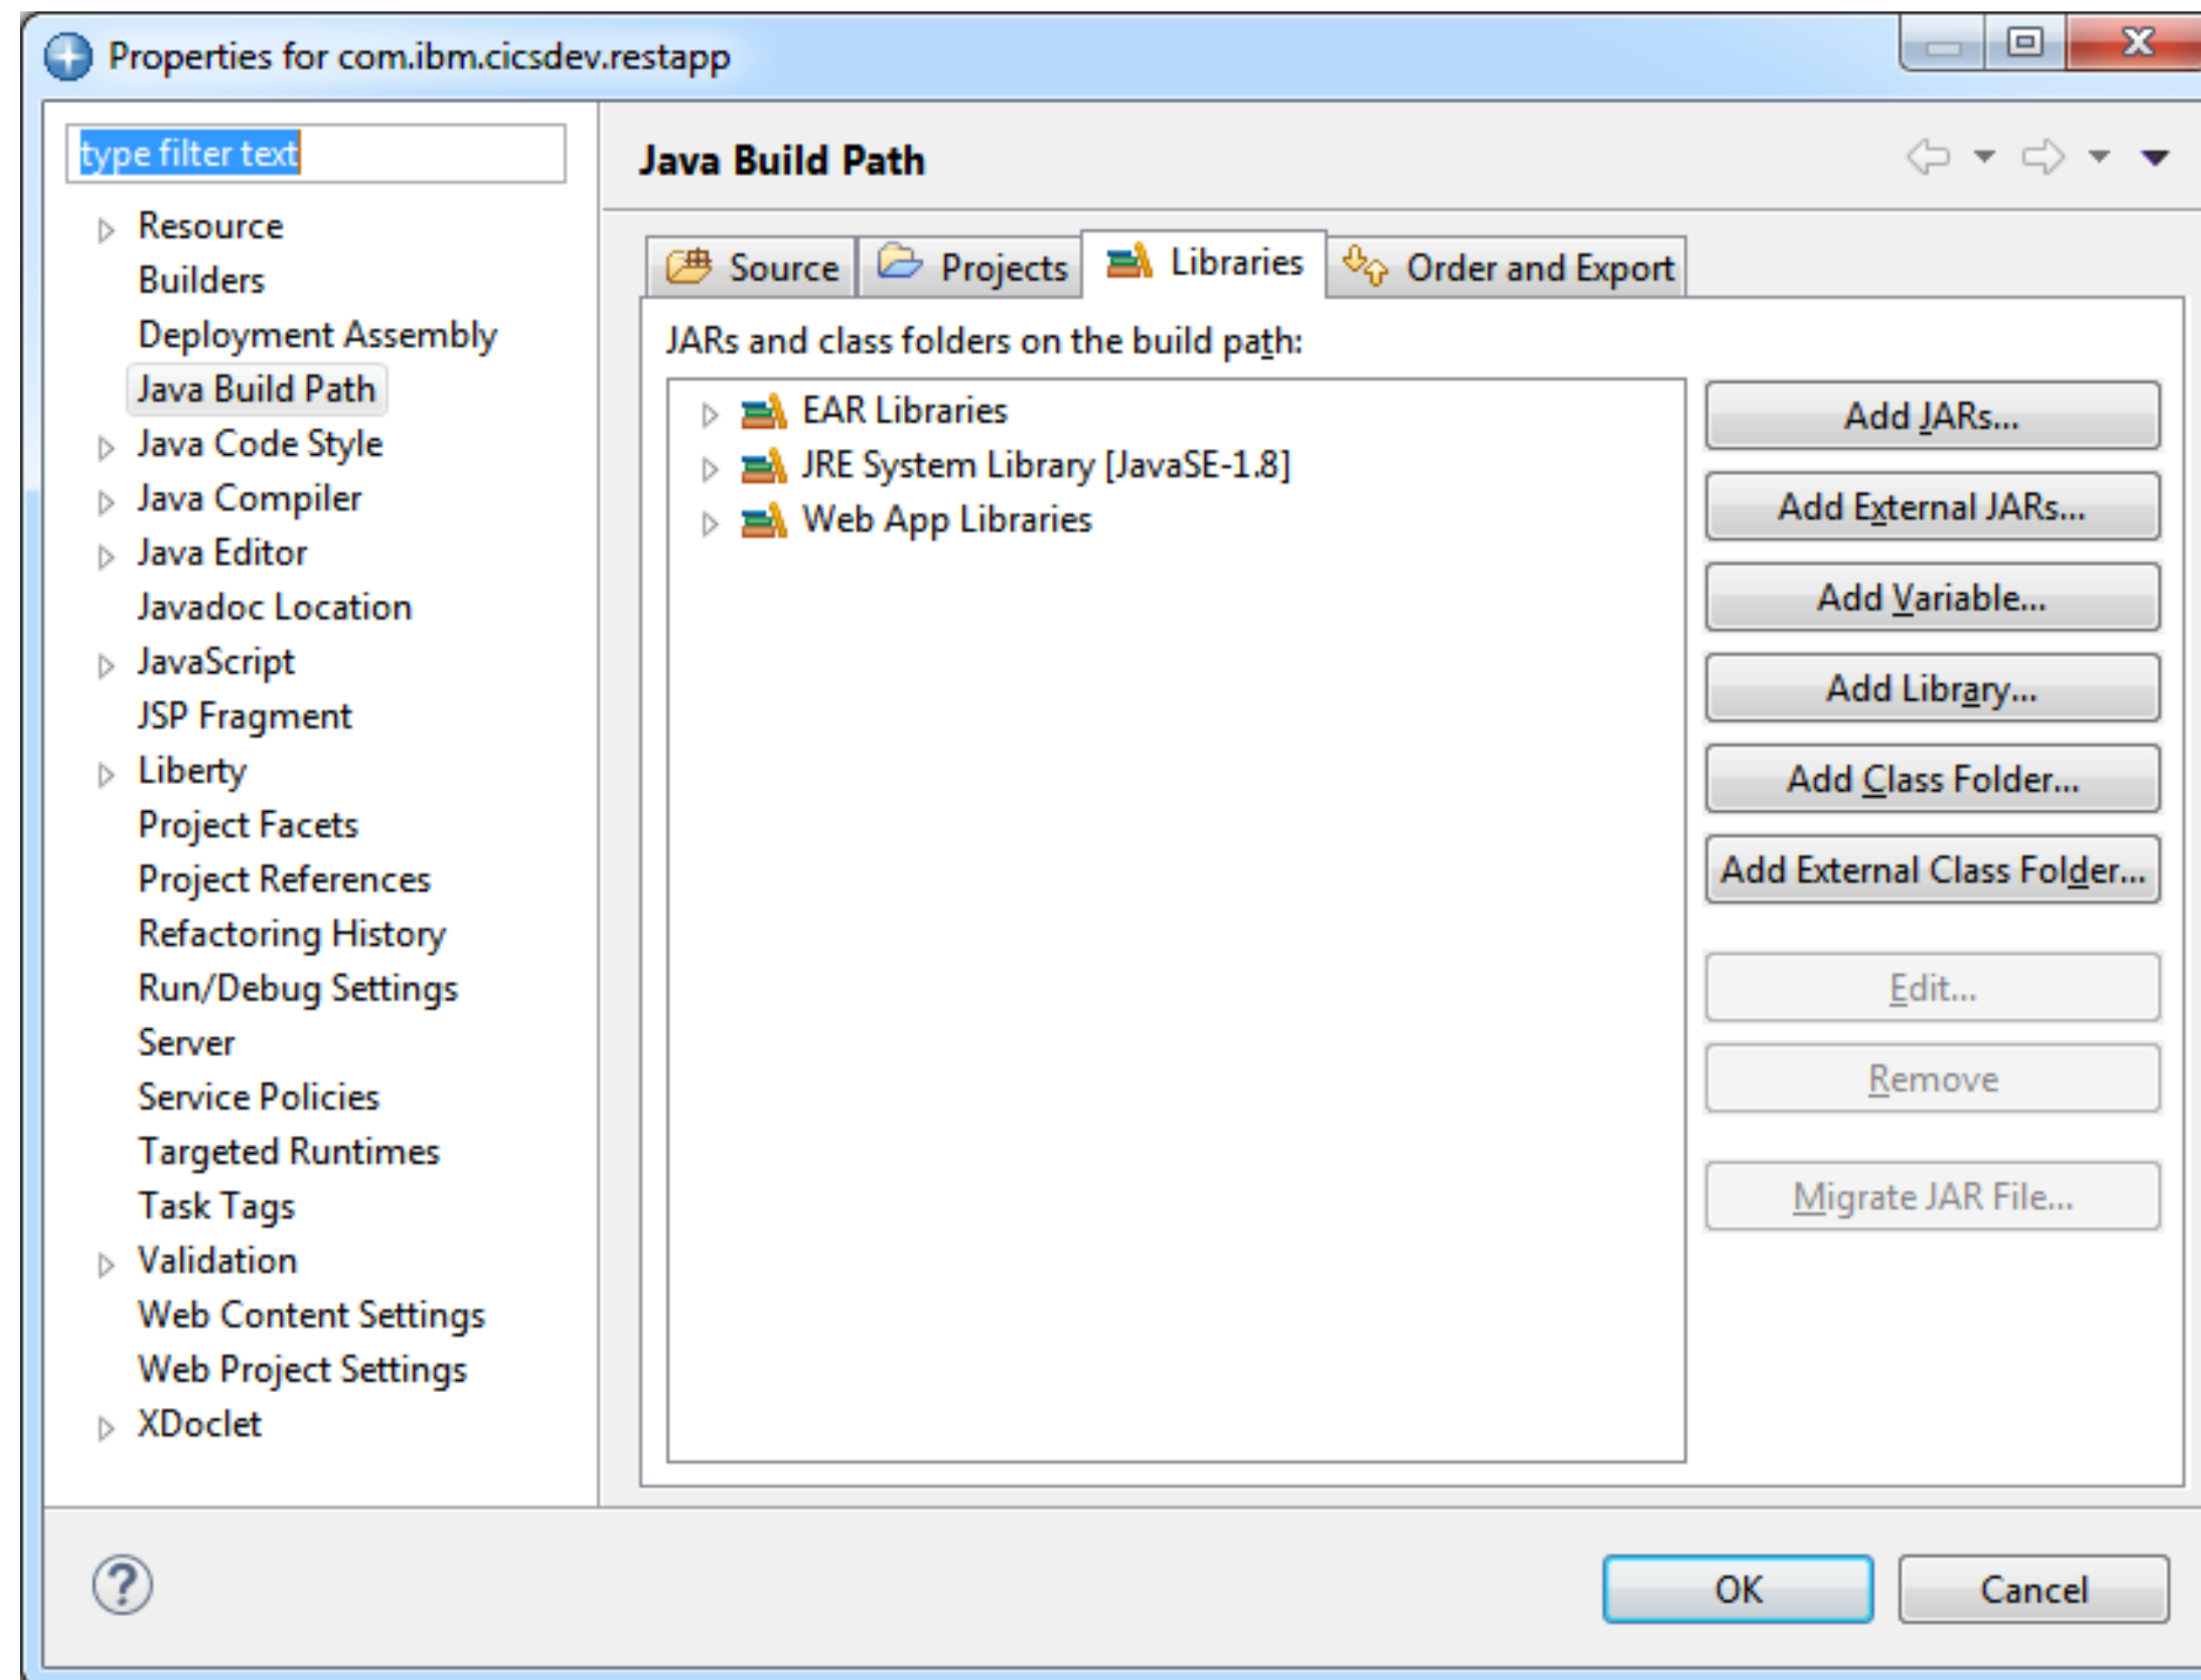 Properties for com.ibm.cicsdev.restapp
type filter text
Resource
Builders
Deployment Assembly
Java Build Path
Java Code Style
Java Compiler
Java Editor
Javadoc Location
JavaScript
JSP Fragment
Liberty
Project Facets
Project References
Refactoring History
Run/Debug Settings
Server
Service Policies
Targeted Runtimes
Task Tags
Validation
Web Content Settings
Web Project Settings
XDoclet
Java Build Path
Source Projects Libraries Order and Export
JARs and class folders on the build path:
EAR Libraries
JRE System Library [JavaSE-1.8]
Web App Libraries
Add JARs...
Add External JARs...
Add Variable...
Add Library...
Add Class Folder...
Add External Class Folder...
Edit...
Remove
Migrate JAR File...
?
OK Cancel